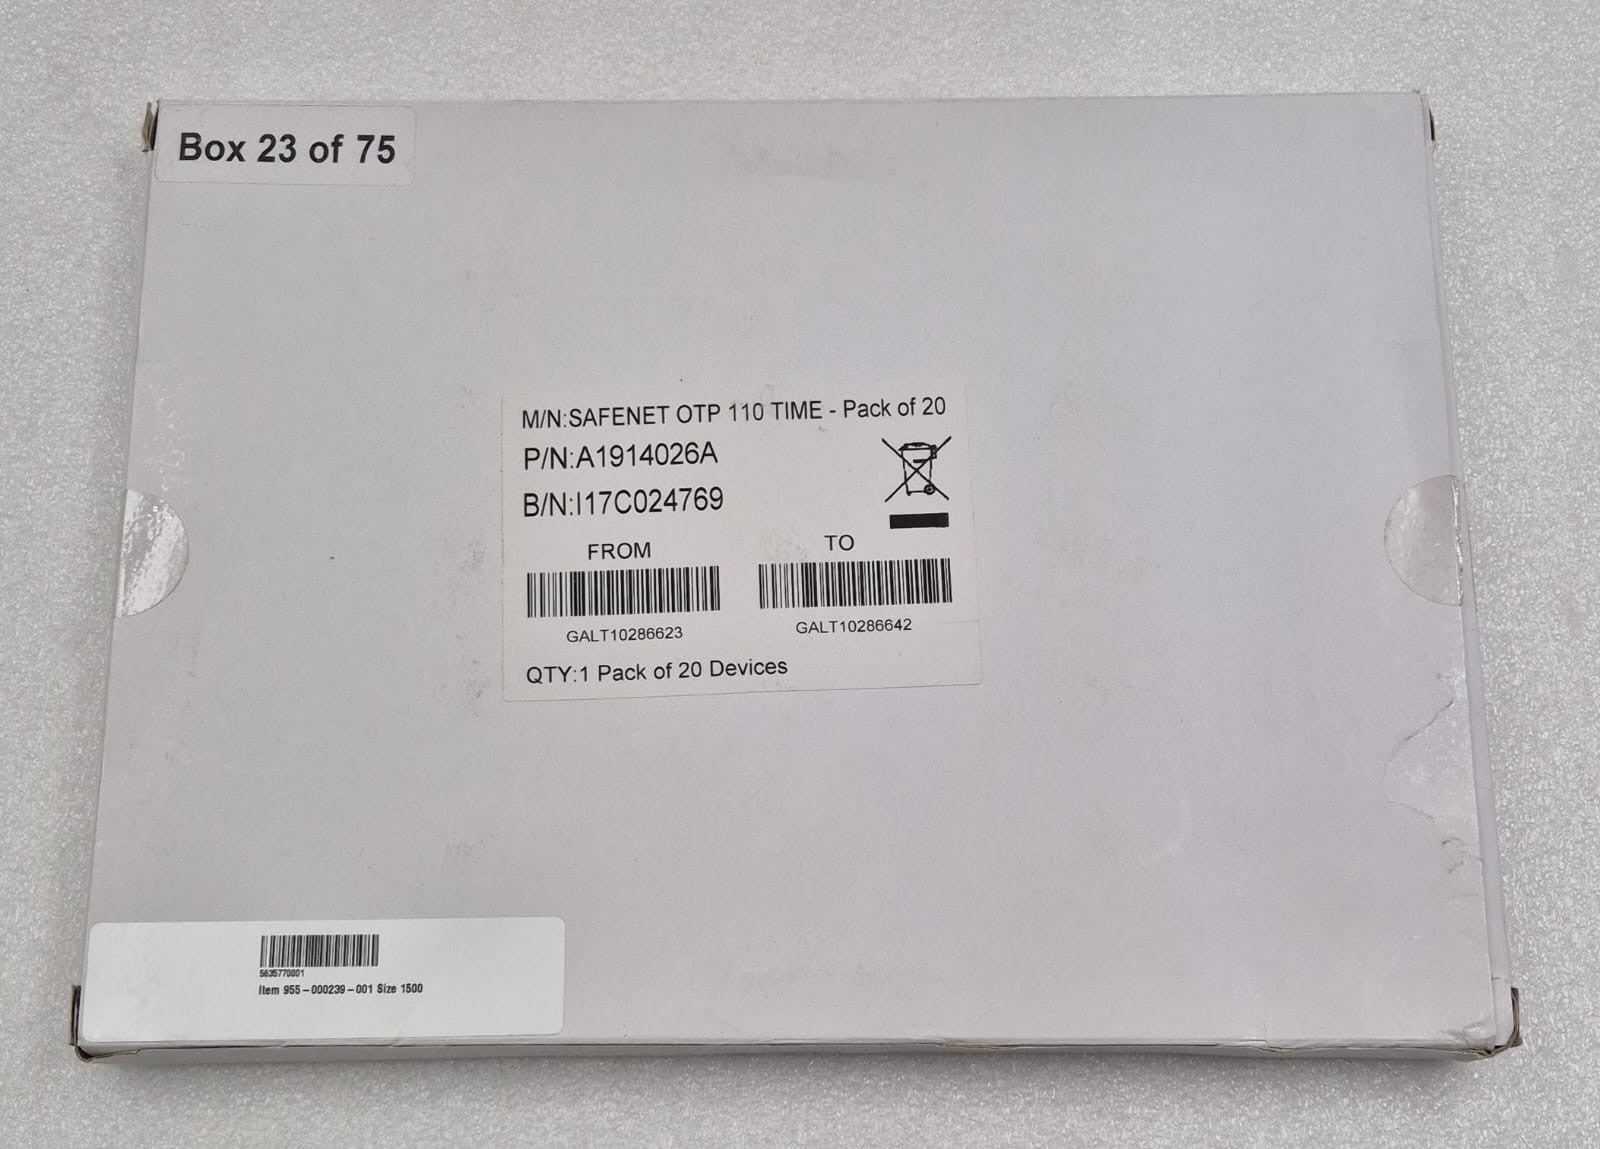 Box 23 of 75
M/N:SAFENET OTP 110 TIME - Pack of 20
P/N:A1914026A
B/N:I17C024769
FROM
TO
GALT10286623
GALT10286642
QTY:1 Pack of 20 Devices
5635770001
Item 955-000239-001 Size 1500